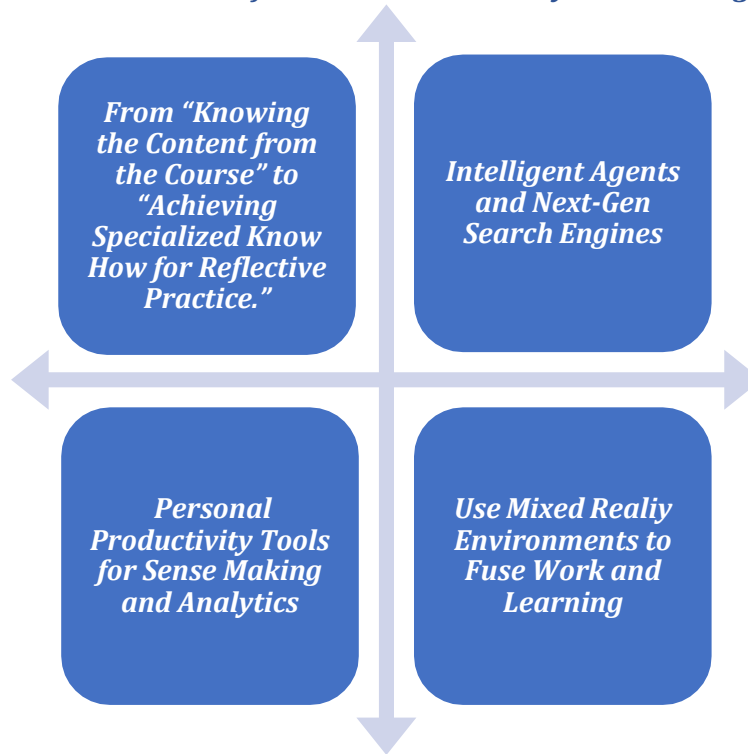 From “Knowing
the Content from
the Course” to
“Achieving
Specialized Know
How for Reflective
Practice.”
Intelligent Agents
and Next-Gen
Search Engines
Personal
Productivity Tools
for Sense Making
and Analytics
Use Mixed Realiy
Environments to
Fuse Work and
Learning